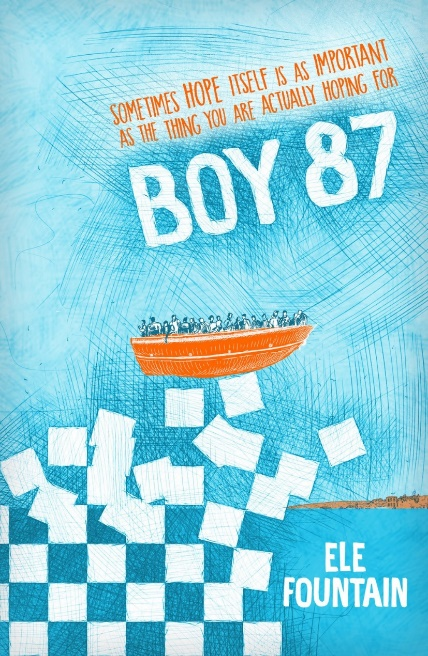 SOMETIMES HOPE ITSELF IS AS IMPORTANT
AS THE THING YOU ARE ACTUALLY HOPING FOR
BOY 87
ELE
FOUNTAIN